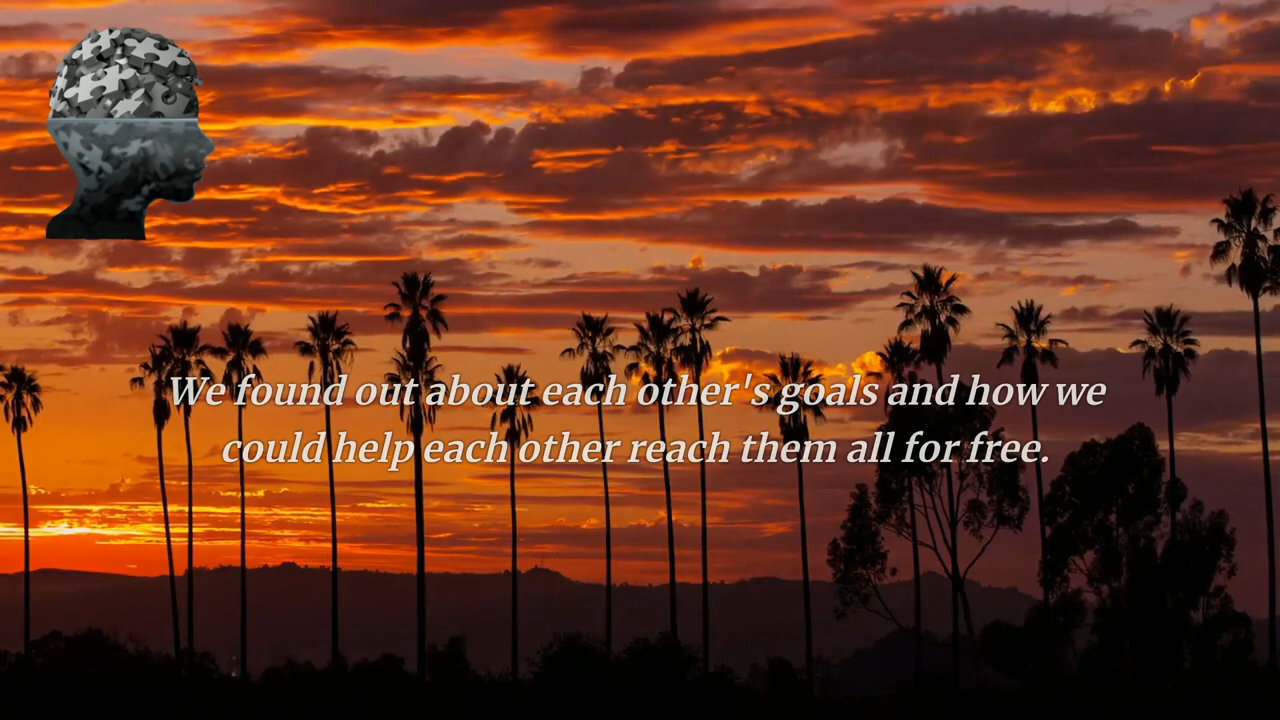 We found out about each other's goals and how we
could help each other reach them all for free.